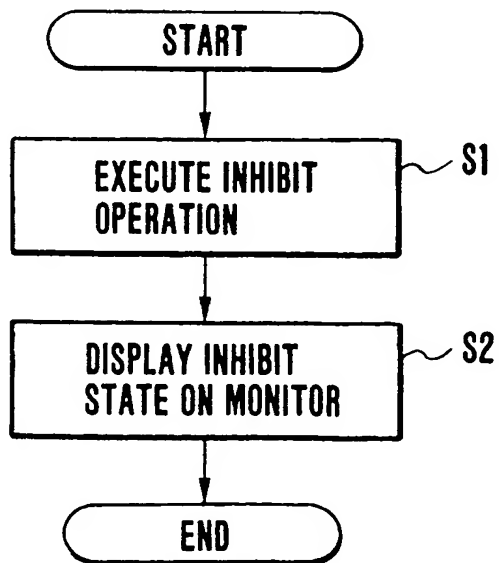 START
EXECUTE INHIBIT
OPERATION
S1
DISPLAY INHIBIT
STATE ON MONITOR
S2
END